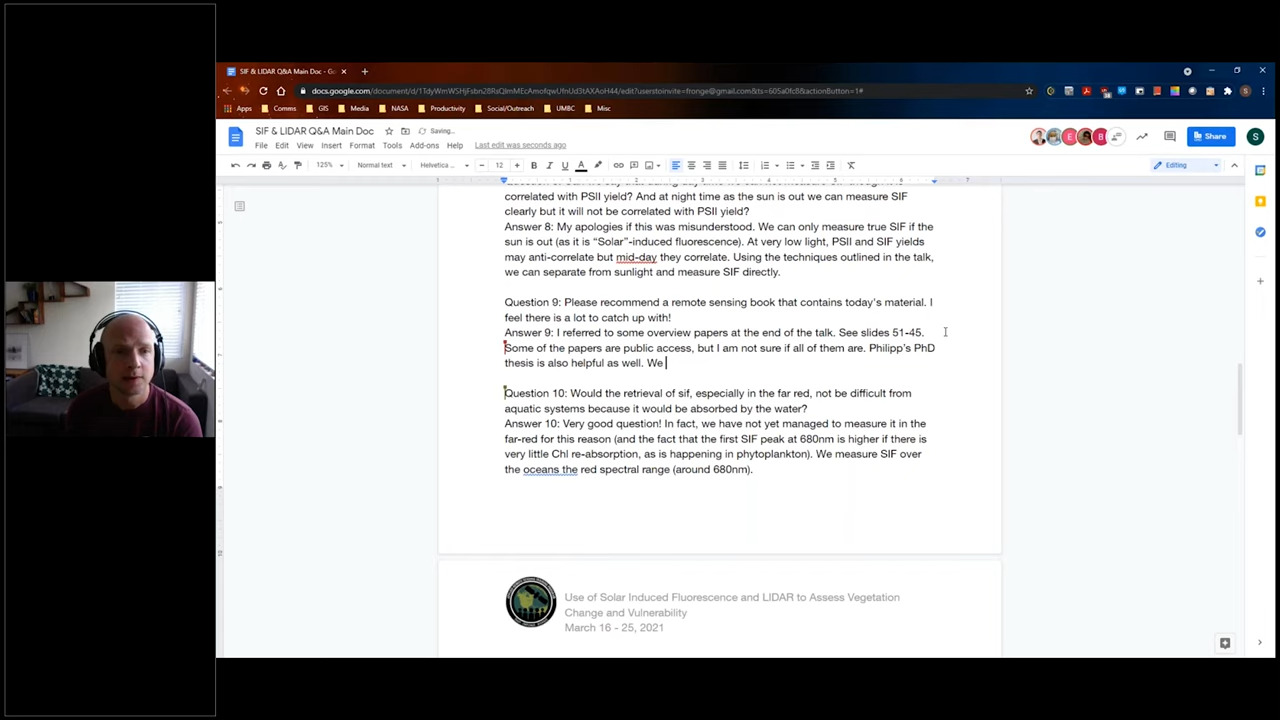 SIF & LIDAR Q&A Main Doc - Go
Apps Comms GIS Media NASA Productivity Social/Outreach UMBC Misc
SIF & LIDAR Q&A Main Doc Saving...
File Edit View Insert Format Tools Add-ons Help Last edit was seconds ago
Share
S
125% Normal text Helvetica ... 12 B I U A Editing
correlated with PSII yield? And at night time as the sun is out we can measure SIF
clearly but it will not be correlated with PSII yield?
Answer 8: My apologies if this was misunderstood. We can only measure true SIF if the
sun is out (as it is “Solar”-induced fluorescence). At very low light, PSII and SIF yields
may anti-correlate but mid-day they correlate. Using the techniques outlined in the talk,
we can separate from sunlight and measure SIF directly.
Question 9: Please recommend a remote sensing book that contains today's material. I
feel there is a lot to catch up with!
Answer 9: I referred to some overview papers at the end of the talk. See slides 51-45.
Some of the papers are public access, but I am not sure if all of them are. Philipp’s PhD
thesis is also helpful as well. We
Question 10: Would the retrieval of sif, especially in the far red, not be difficult from
aquatic systems because it would be absorbed by the water?
Answer 10: Very good question! In fact, we have not yet managed to measure it in the
far-red for this reason (and the fact that the first SIF peak at 680nm is higher if there is
very little Chl re-absorption, as is happening in phytoplankton). We measure SIF over
the oceans the red spectral range (around 680nm).
Use of Solar Induced Fluorescence and LIDAR to Assess Vegetation
Change and Vulnerability
March 16 - 25, 2021